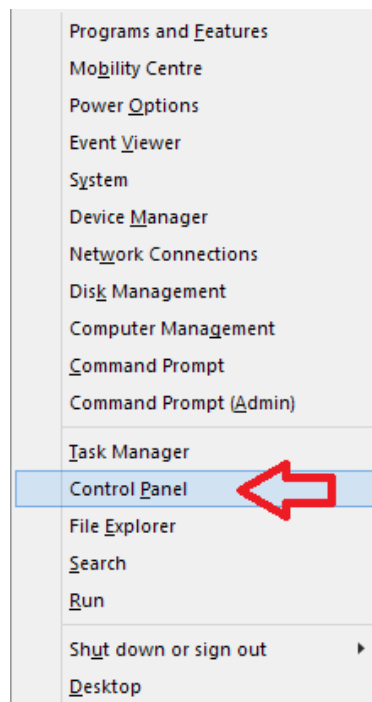 Programs and Features
Mobility Centre
Power Options
Event Viewer
System
Device Manager
Network Connections
Disk Management
Computer Management
Command Prompt
Command Prompt (Admin)
Task Manager
Control Panel
File Explorer
Search
Run
Shut down or sign out
Desktop